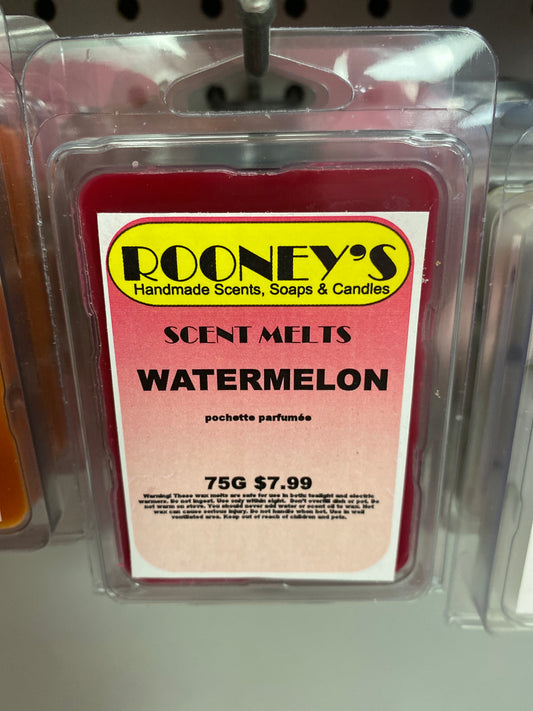 ROONEY'S
Handmade Scents, Soaps & Candles
SCENT MELTS
WATERMELON
pochette parfumée
75G $7.99
Warning! These wax melts are safe for use in both: tealight and electric
warmers. Do not ingest. Use only within sight. Don't overfill dish or pot. Do
not warm on stove. You should never add water or scent oil to wax. Hot
wax can cause serious injury. Do not handle when hot. Use in well
ventilated area. Keep out of reach of children and pets.